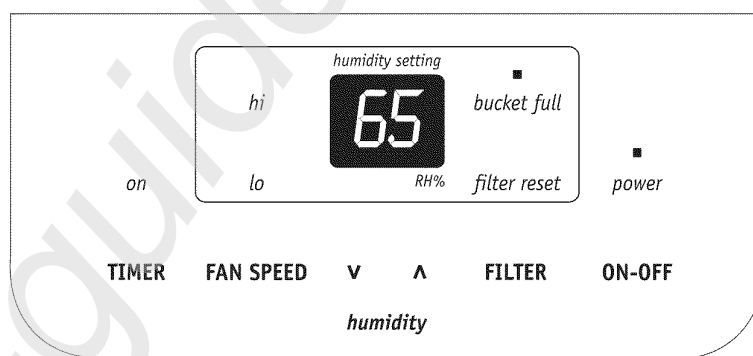 humidity setting
hi
65
bucket full
on
lo
RH%
filter reset
power
TIMER
FAN SPEED
V
Λ
FILTER
ON-OFF
humidity
guide